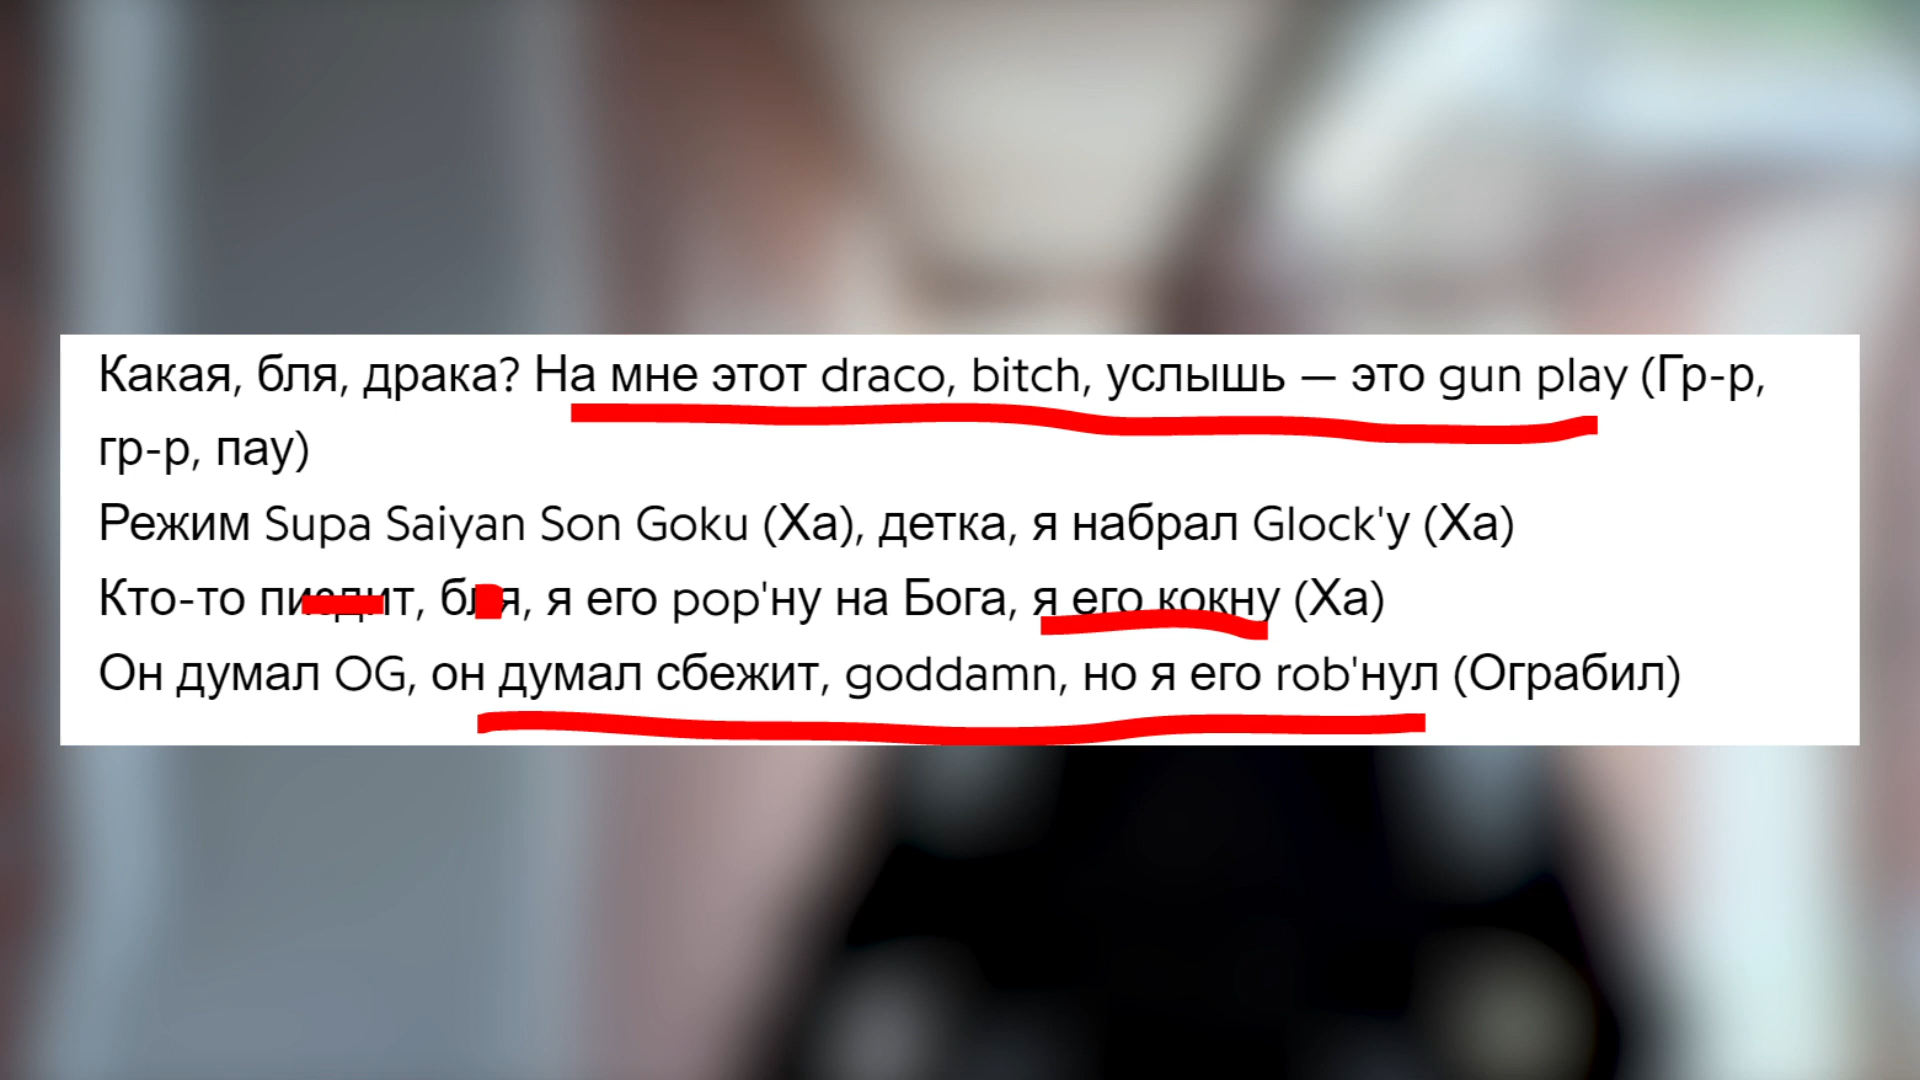 Какая, бля, драка? На мне этот draco, bitch, услышь — это gun play (Гр-р,
гр-р, пау)
Режим Supa Saiyan Son Goku (Ха), детка, я набрал Glock'у (Ха)
Кто-то пиздит, бля, я его pop'ну на Бога, я его кокну (Ха)
Он думал OG, он думал сбежит, goddamn, но я его rob'нул (Ограбил)